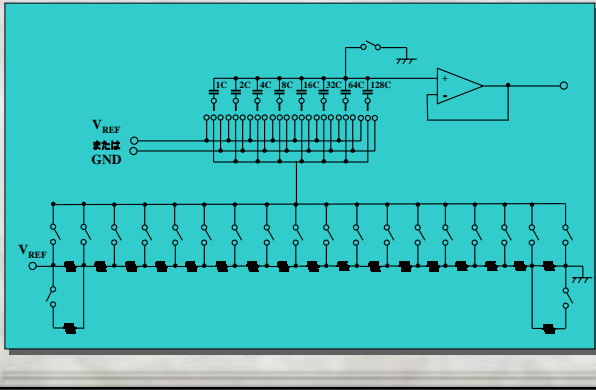 1C 2C 4C 8C 16C 32C 64C 128C
+
-
VREF
または
GND
VREF